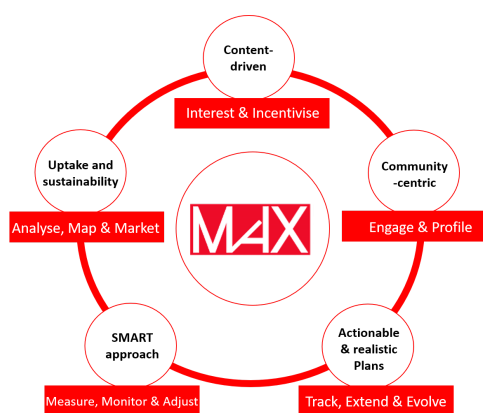 Content-
driven
Interest & Incentivise
Community
-centric
Engage & Profile
Actionable
& realistic
Plans
Track, Extend & Evolve
SMART
approach
Measure, Monitor & Adjust
Uptake and
sustainability
Analyse, Map & Market
MAX